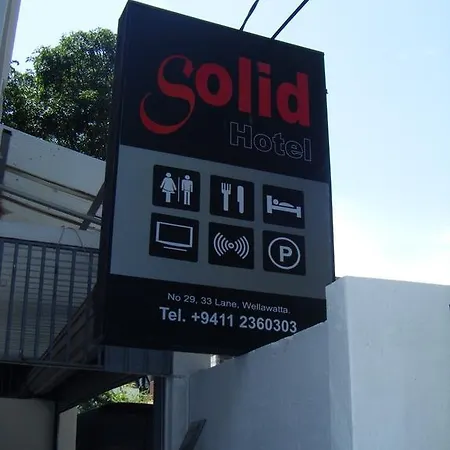 Solid
Hotel
P
No 29, 33 Lane, Wellawatta.
Tel. +9411 2360303